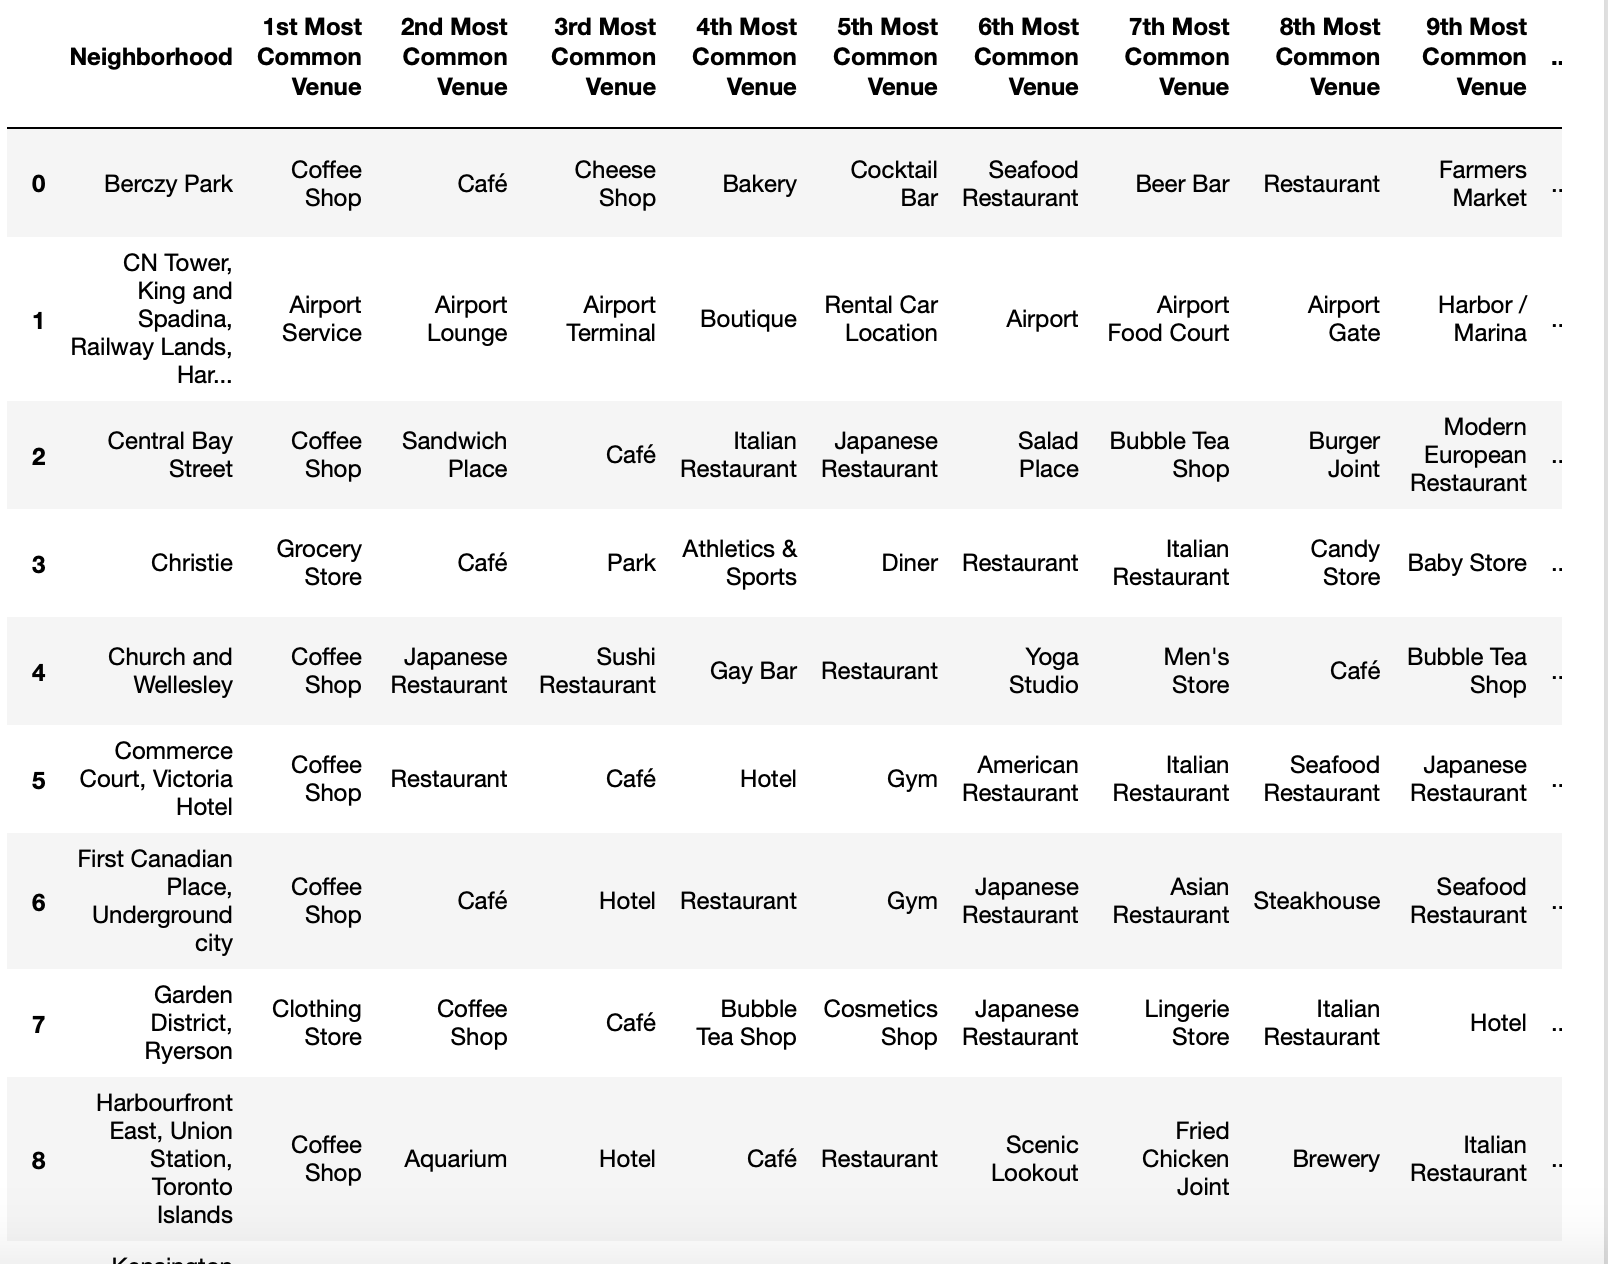 Neighborhood 1st Most Common Venue 2nd Most Common Venue 3rd Most Common Venue 4th Most Common Venue 5th Most Common Venue 6th Most Common Venue 7th Most Common Venue 8th Most Common Venue 9th Most Common Venue ..
0 Berczy Park Coffee Shop Café Cheese Shop Bakery Cocktail Bar Seafood Restaurant Beer Bar Restaurant Farmers Market ..
1 CN Tower, King and Spadina, Railway Lands, Har... Airport Service Airport Lounge Airport Terminal Boutique Rental Car Location Airport Airport Food Court Airport Gate Harbor / Marina ..
2 Central Bay Street Coffee Shop Sandwich Place Café Italian Restaurant Japanese Restaurant Salad Place Bubble Tea Shop Burger Joint Modern European Restaurant ..
3 Christie Grocery Store Café Park Athletics & Sports Diner Restaurant Italian Restaurant Candy Store Baby Store ..
4 Church and Wellesley Coffee Shop Japanese Restaurant Sushi Restaurant Gay Bar Restaurant Yoga Studio Men's Store Café Bubble Tea Shop ..
5 Commerce Court, Victoria Hotel Coffee Shop Restaurant Café Hotel Gym American Restaurant Italian Restaurant Seafood Restaurant Japanese Restaurant ..
6 First Canadian Place, Underground city Coffee Shop Café Hotel Restaurant Gym Japanese Restaurant Asian Restaurant Steakhouse Seafood Restaurant ..
7 Garden District, Ryerson Clothing Store Coffee Shop Café Bubble Tea Shop Cosmetics Shop Japanese Restaurant Lingerie Store Italian Restaurant Hotel ..
8 Harbourfront East, Union Station, Toronto Islands Coffee Shop Aquarium Hotel Café Restaurant Scenic Lookout Fried Chicken Joint Brewery Italian Restaurant ..
Kensington